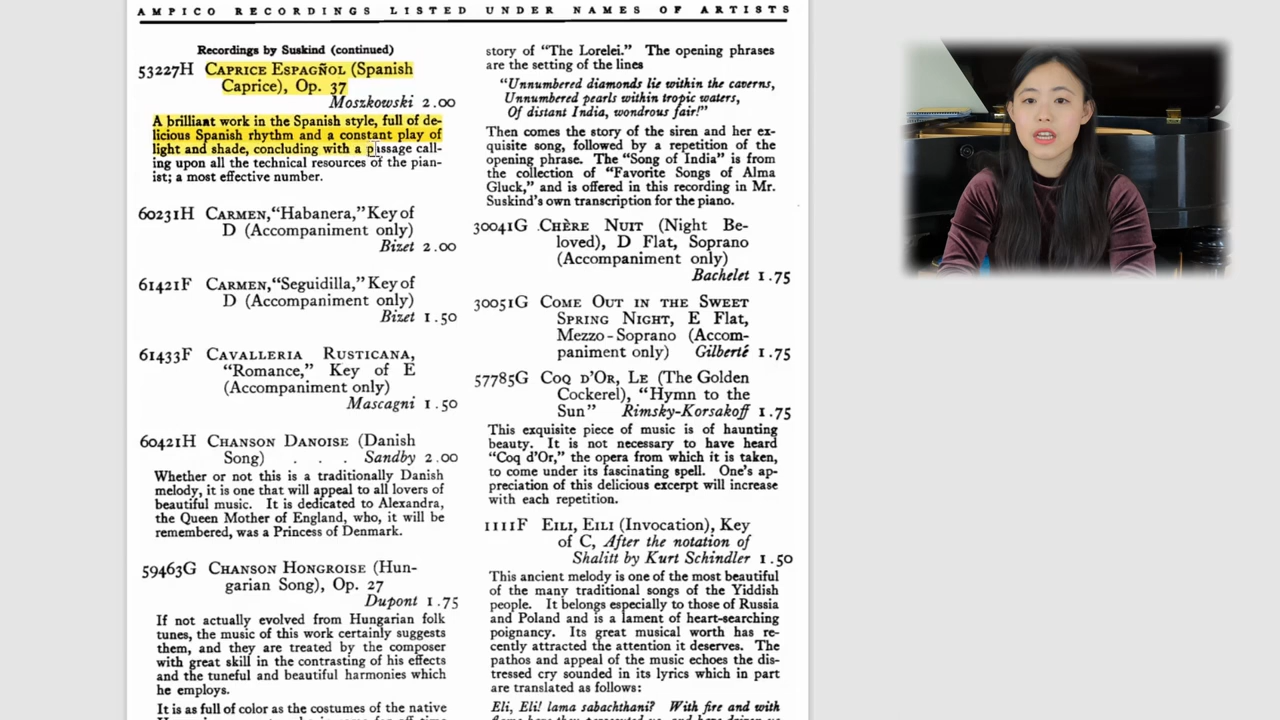 AMPICO RECORDINGS LISTED UNDER NAMES OF ARTISTS
Recordings by Suskind (continued)
53227H CAPRICE ESPAGÑOL (Spanish
Caprice), Op. 37
Moszkowski 2.00
A brilliant work in the Spanish style, full of de-
licious Spanish rhythm and a constant play of
light and shade, concluding with a passage call-
ing upon all the technical resources of the pian-
ist; a most effective number.
60231H CARMEN, "Habanera," Key of
D (Accompaniment only)
Bizet 2.00
61421F CARMEN, "Seguidilla," Key of
D (Accompaniment only)
Bizet 1.50
61433F CAVALLERIA RUSTICANA,
"Romance," Key of E
(Accompaniment only)
Mascagni 1.50
60421H CHANSON DANOISE (Danish
Song) . . . Sandby 2.00
Whether or not this is a traditionally Danish
melody, it is one that will appeal to all lovers of
beautiful music. It is dedicated to Alexandra,
the Queen Mother of England, who, it will be
remembered, was a Princess of Denmark.
59463G CHANSON HONGROISE (Hun-
garian Song), Op. 27
Dupont 1.75
If not actually evolved from Hungarian folk
tunes, the music of this work certainly suggests
them, and they are treated by the composer
with great skill in the contrasting of his effects
and the tuneful and beautiful harmonies which
he employs.
It is as full of color as the costumes of the native
story of "The Lorelei." The opening phrases
are the setting of the lines
"Unnumbered diamonds lie within the caverns,
Unnumbered pearls within tropic waters,
Of distant India, wondrous fair!"
Then comes the story of the siren and her ex-
quisite song, followed by a repetition of the
opening phrase. The "Song of India" is from
the collection of "Favorite Songs of Alma
Gluck," and is offered in this recording in Mr.
Suskind's own transcription for the piano.
30041G CHÈRE NUIT (Night Be-
loved), D Flat, Soprano
(Accompaniment only)
Bachelet 1.75
30051G COME OUT IN THE SWEET
SPRING NIGHT, E Flat,
Mezzo-Soprano (Accom-
paniment only) Gilberté 1.75
57785G COQ D'OR, LE (The Golden
Cockerel), "Hymn to the
Sun" Rimsky-Korsakoff 1.75
This exquisite piece of music is of haunting
beauty. It is not necessary to have heard
"Coq d'Or," the opera from which it is taken,
to come under its fascinating spell. One's ap-
preciation of this delicious excerpt will increase
with each repetition.
1111F EILI, EILI (Invocation), Key
of C, After the notation of
Shalitt by Kurt Schindler 1.50
This ancient melody is one of the most beautiful
of the many traditional songs of the Yiddish
people. It belongs especially to those of Russia
and Poland and is a lament of heart-searching
poignancy. Its great musical worth has re-
cently attracted the attention it deserves. The
pathos and appeal of the music echoes the dis-
tressed cry sounded in its lyrics which in part
are translated as follows:
Eli, Eli! lama sabachthani? With fire and with